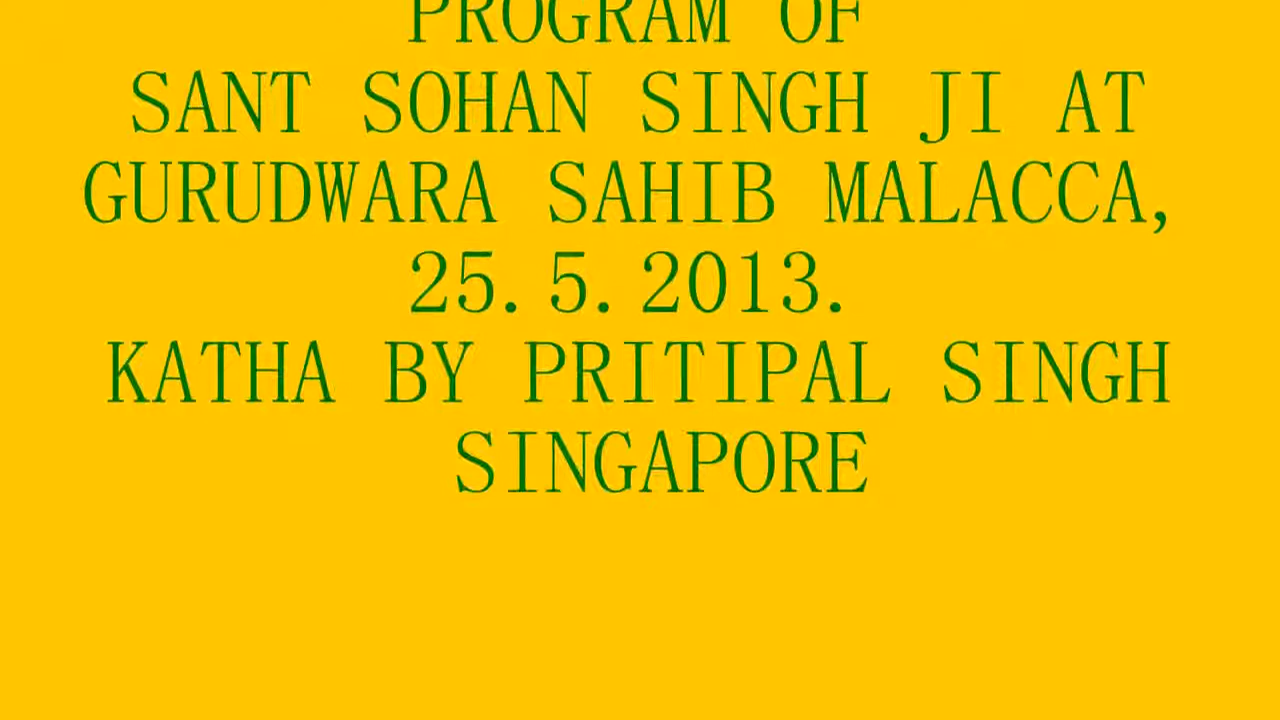 PROGRAM OF
SANT SOHAN SINGH JI AT
GURUDWARA SAHIB MALACCA,
25.5.2013.
KATHA BY PRITIPAL SINGH
SINGAPORE